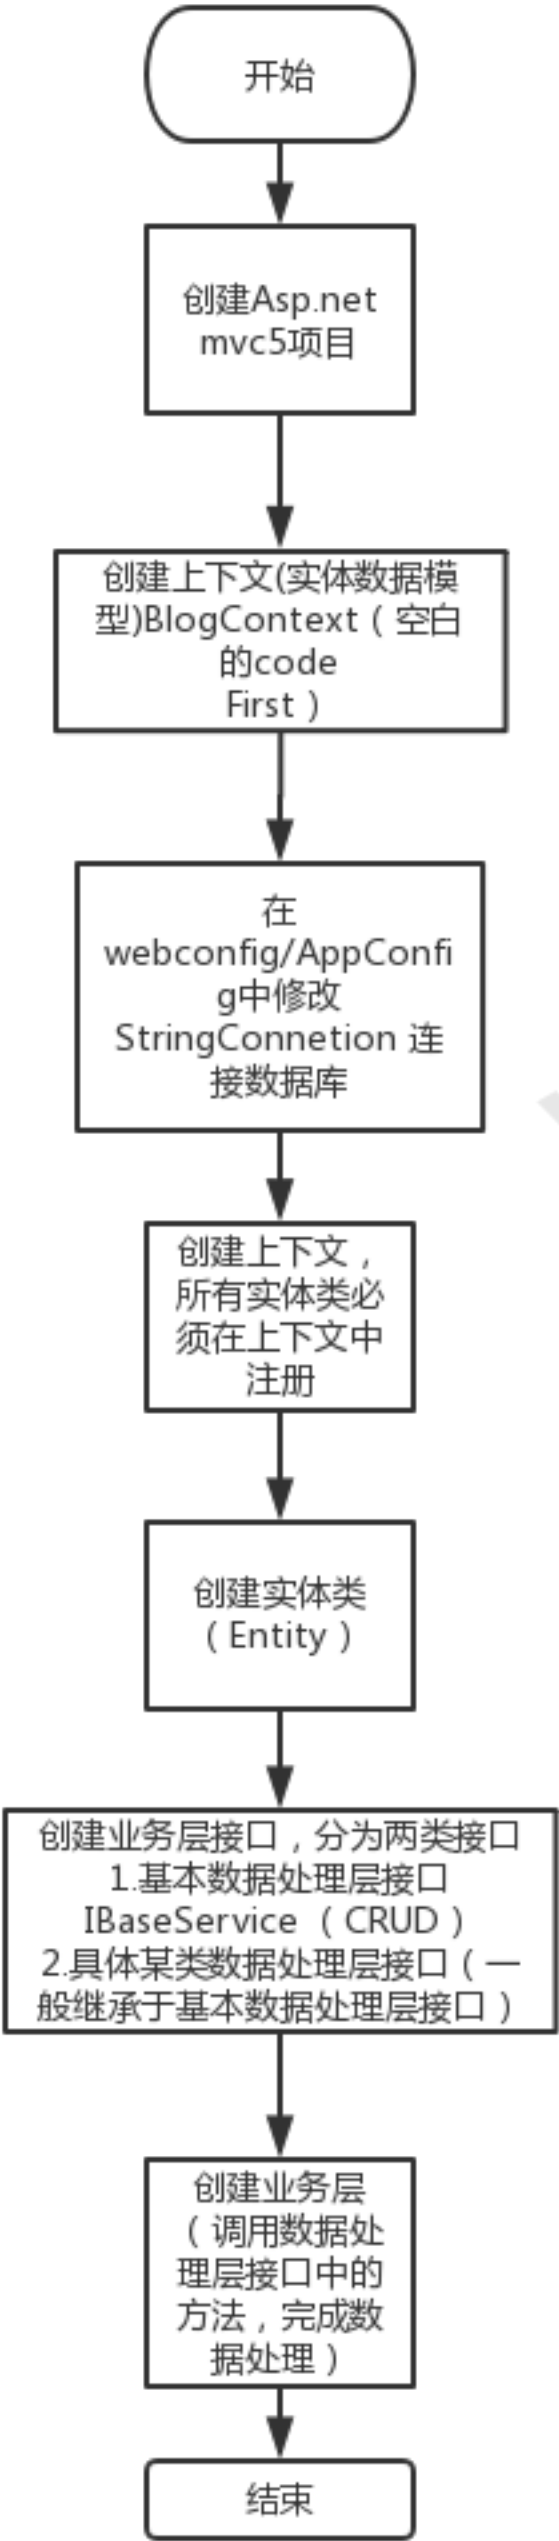 开始
创建Asp.net
mvc5项目
创建上下文(实体数据模
型)BlogContext（空白
的code
First）
在
webconfig/AppConfi
g中修改
StringConnetion 连
接数据库
创建上下文，
所有实体类必
须在上下文中
注册
创建实体类
（Entity）
创建业务层接口，分为两类接口
1.基本数据处理层接口
IBaseService （CRUD）
2.具体某类数据处理层接口（一
般继承于基本数据处理层接口）
创建业务层
（调用数据处
理层接口中的
方法，完成数
据处理）
结束